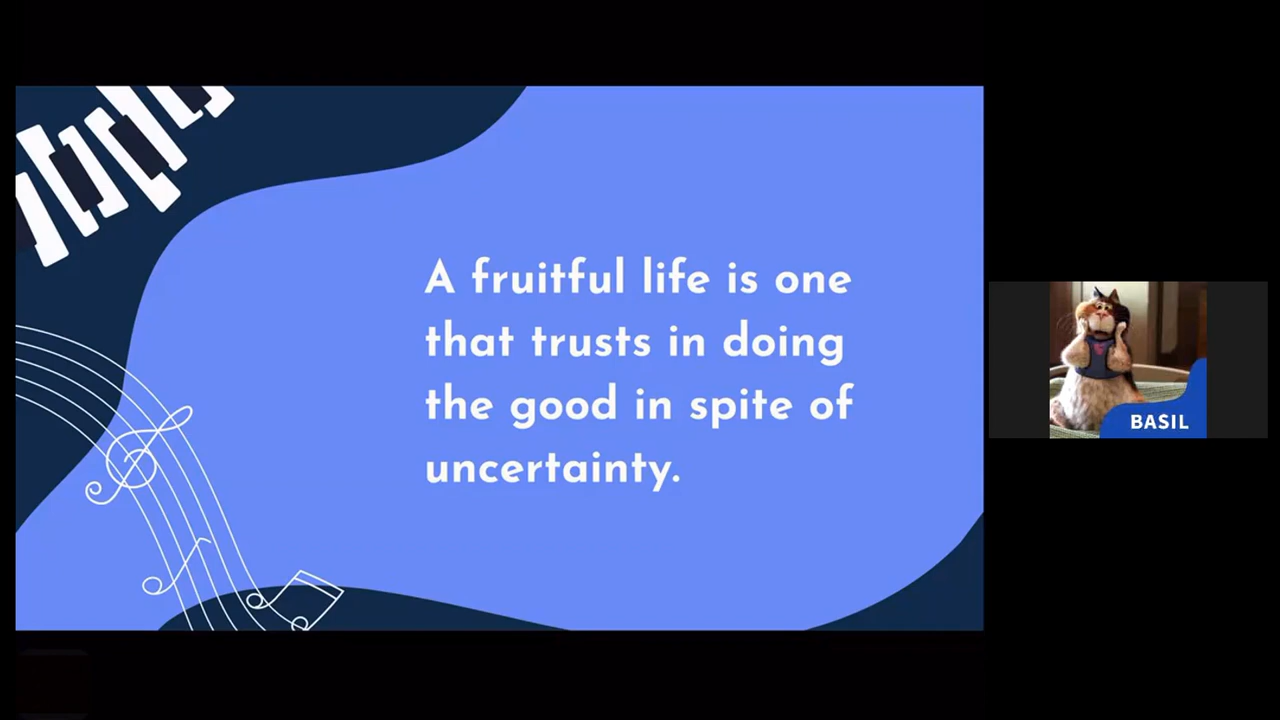 A fruitful life is one
that trusts in doing
the good in spite of
uncertainty.
BASIL